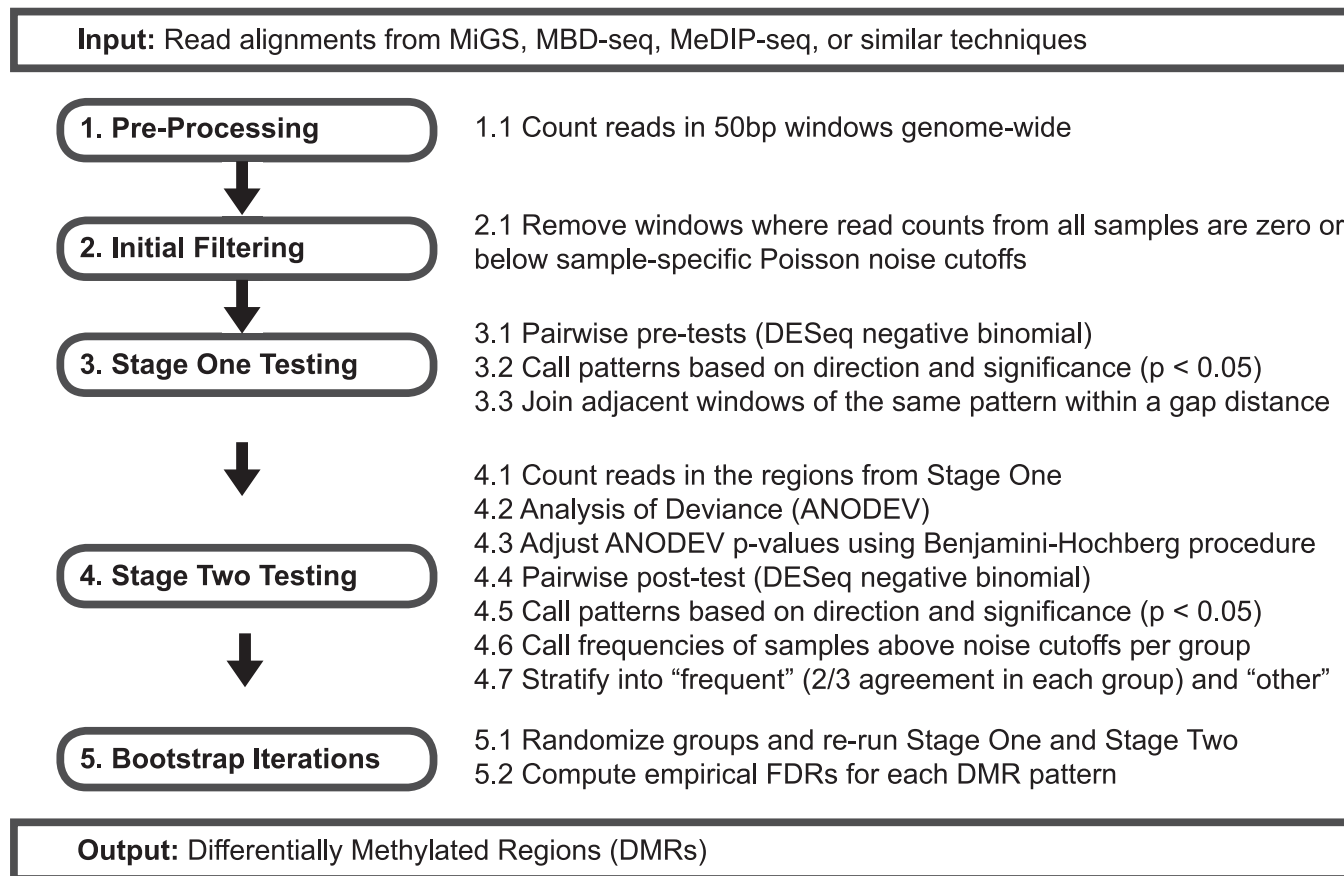 Input: Read alignments from MiGS, MBD-seq, MeDIP-seq, or similar techniques
1. Pre-Processing
1.1 Count reads in 50bp windows genome-wide
2. Initial Filtering
2.1 Remove windows where read counts from all samples are zero or
below sample-specific Poisson noise cutoffs
3. Stage One Testing
3.1 Pairwise pre-tests (DESeq negative binomial)
3.2 Call patterns based on direction and significance (p < 0.05)
3.3 Join adjacent windows of the same pattern within a gap distance
4. Stage Two Testing
4.1 Count reads in the regions from Stage One
4.2 Analysis of Deviance (ANODEV)
4.3 Adjust ANODEV p-values using Benjamini-Hochberg procedure
4.4 Pairwise post-test (DESeq negative binomial)
4.5 Call patterns based on direction and significance (p < 0.05)
4.6 Call frequencies of samples above noise cutoffs per group
4.7 Stratify into “frequent” (2/3 agreement in each group) and “other”
5. Bootstrap Iterations
5.1 Randomize groups and re-run Stage One and Stage Two
5.2 Compute empirical FDRs for each DMR pattern
Output: Differentially Methylated Regions (DMRs)